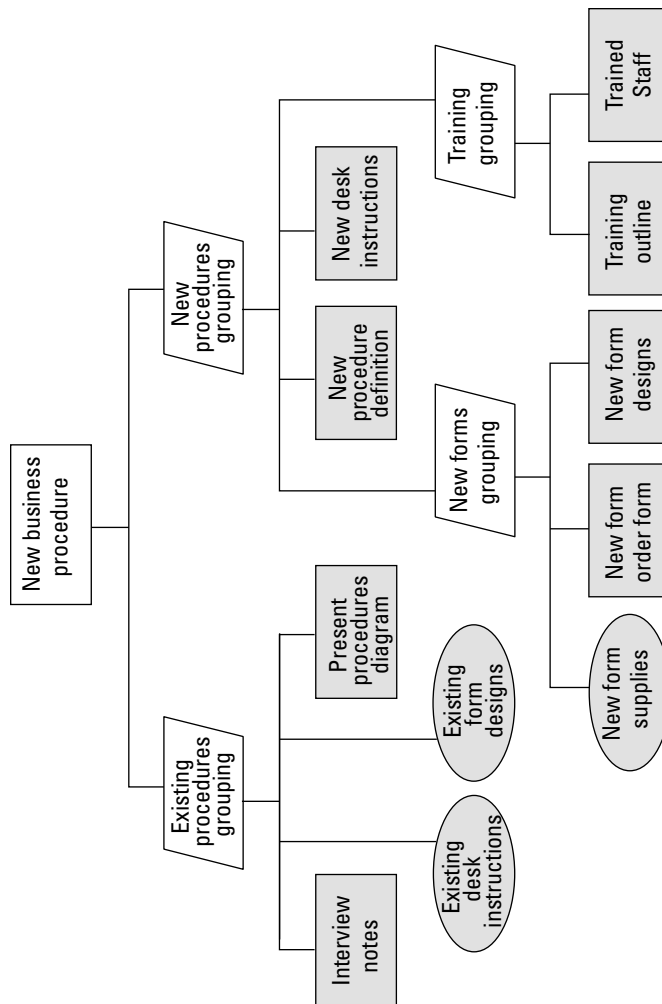 New business
procedure
Existing
procedures
grouping
New
procedures
grouping
Interview
notes
Present
procedures
diagram
New
procedure
definition
New desk
instructions
Existing
desk
instructions
Existing
form
designs
New forms
grouping
Training
grouping
New form
supplies
New form
order form
New form
designs
Training
outline
Trained
Staff